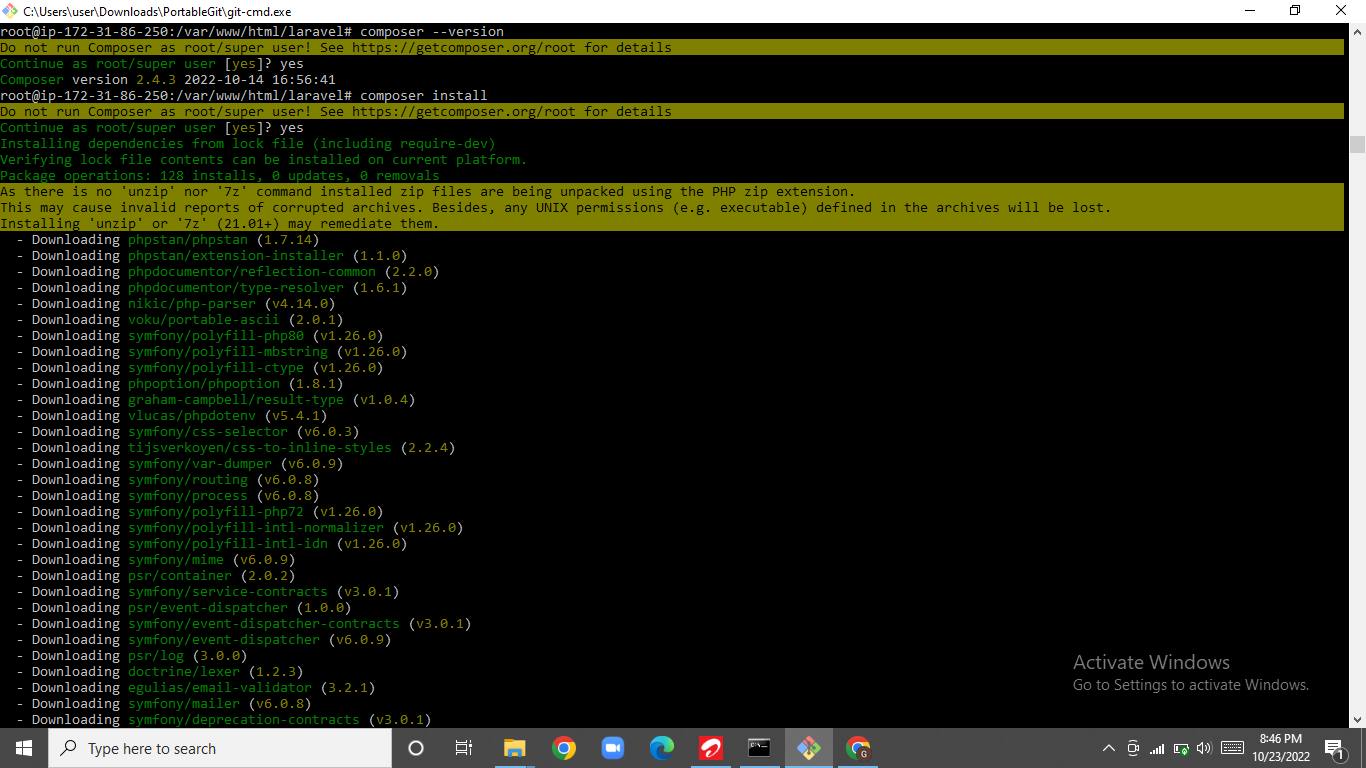 C:\Users\user\Downloads\PortableGit\git-cmd.exe
root@ip-172-31-86-250:/var/www/html/laravel# composer --version
Do not run Composer as root/super user! See https://getcomposer.org/root for details
Continue as root/super user [yes]? yes
Composer version 2.4.3 2022-10-14 16:56:41
root@ip-172-31-86-250:/var/www/html/laravel# composer install
Do not run Composer as root/super user! See https://getcomposer.org/root for details
Continue as root/super user [yes]? yes
Installing dependencies from lock file (including require-dev)
Verifying lock file contents can be installed on current platform.
Package operations: 128 installs, 0 updates, 0 removals
As there is no 'unzip' nor '7z' command installed zip files are being unpacked using the PHP zip extension.
This may cause invalid reports of corrupted archives. Besides, any UNIX permissions (e.g. executable) defined in the archives will be lost.
Installing 'unzip' or '7z' (21.01+) may remediate them.
  - Downloading phpstan/phpstan (1.7.14)
  - Downloading phpstan/extension-installer (1.1.0)
  - Downloading phpdocumentor/reflection-common (2.2.0)
  - Downloading phpdocumentor/type-resolver (1.6.1)
  - Downloading nikic/php-parser (v4.14.0)
  - Downloading voku/portable-ascii (2.0.1)
  - Downloading symfony/polyfill-php80 (v1.26.0)
  - Downloading symfony/polyfill-mbstring (v1.26.0)
  - Downloading symfony/polyfill-ctype (v1.26.0)
  - Downloading phpoption/phpoption (1.8.1)
  - Downloading graham-campbell/result-type (v1.0.4)
  - Downloading vlucas/phpdotenv (v5.4.1)
  - Downloading symfony/css-selector (v6.0.3)
  - Downloading tijsverkoyen/css-to-inline-styles (2.2.4)
  - Downloading symfony/var-dumper (v6.0.9)
  - Downloading symfony/routing (v6.0.8)
  - Downloading symfony/process (v6.0.8)
  - Downloading symfony/polyfill-php72 (v1.26.0)
  - Downloading symfony/polyfill-intl-normalizer (v1.26.0)
  - Downloading symfony/polyfill-intl-idn (v1.26.0)
  - Downloading symfony/mime (v6.0.9)
  - Downloading psr/container (2.0.2)
  - Downloading symfony/service-contracts (v3.0.1)
  - Downloading psr/event-dispatcher (1.0.0)
  - Downloading symfony/event-dispatcher-contracts (v3.0.1)
  - Downloading symfony/event-dispatcher (v6.0.9)
  - Downloading psr/log (3.0.0)
  - Downloading doctrine/lexer (1.2.3)
  - Downloading egulias/email-validator (3.2.1)
  - Downloading symfony/mailer (v6.0.8)
  - Downloading symfony/deprecation-contracts (v3.0.1)
Activate Windows
Go to Settings to activate Windows.
Type here to search
8:46 PM
10/23/2022
1